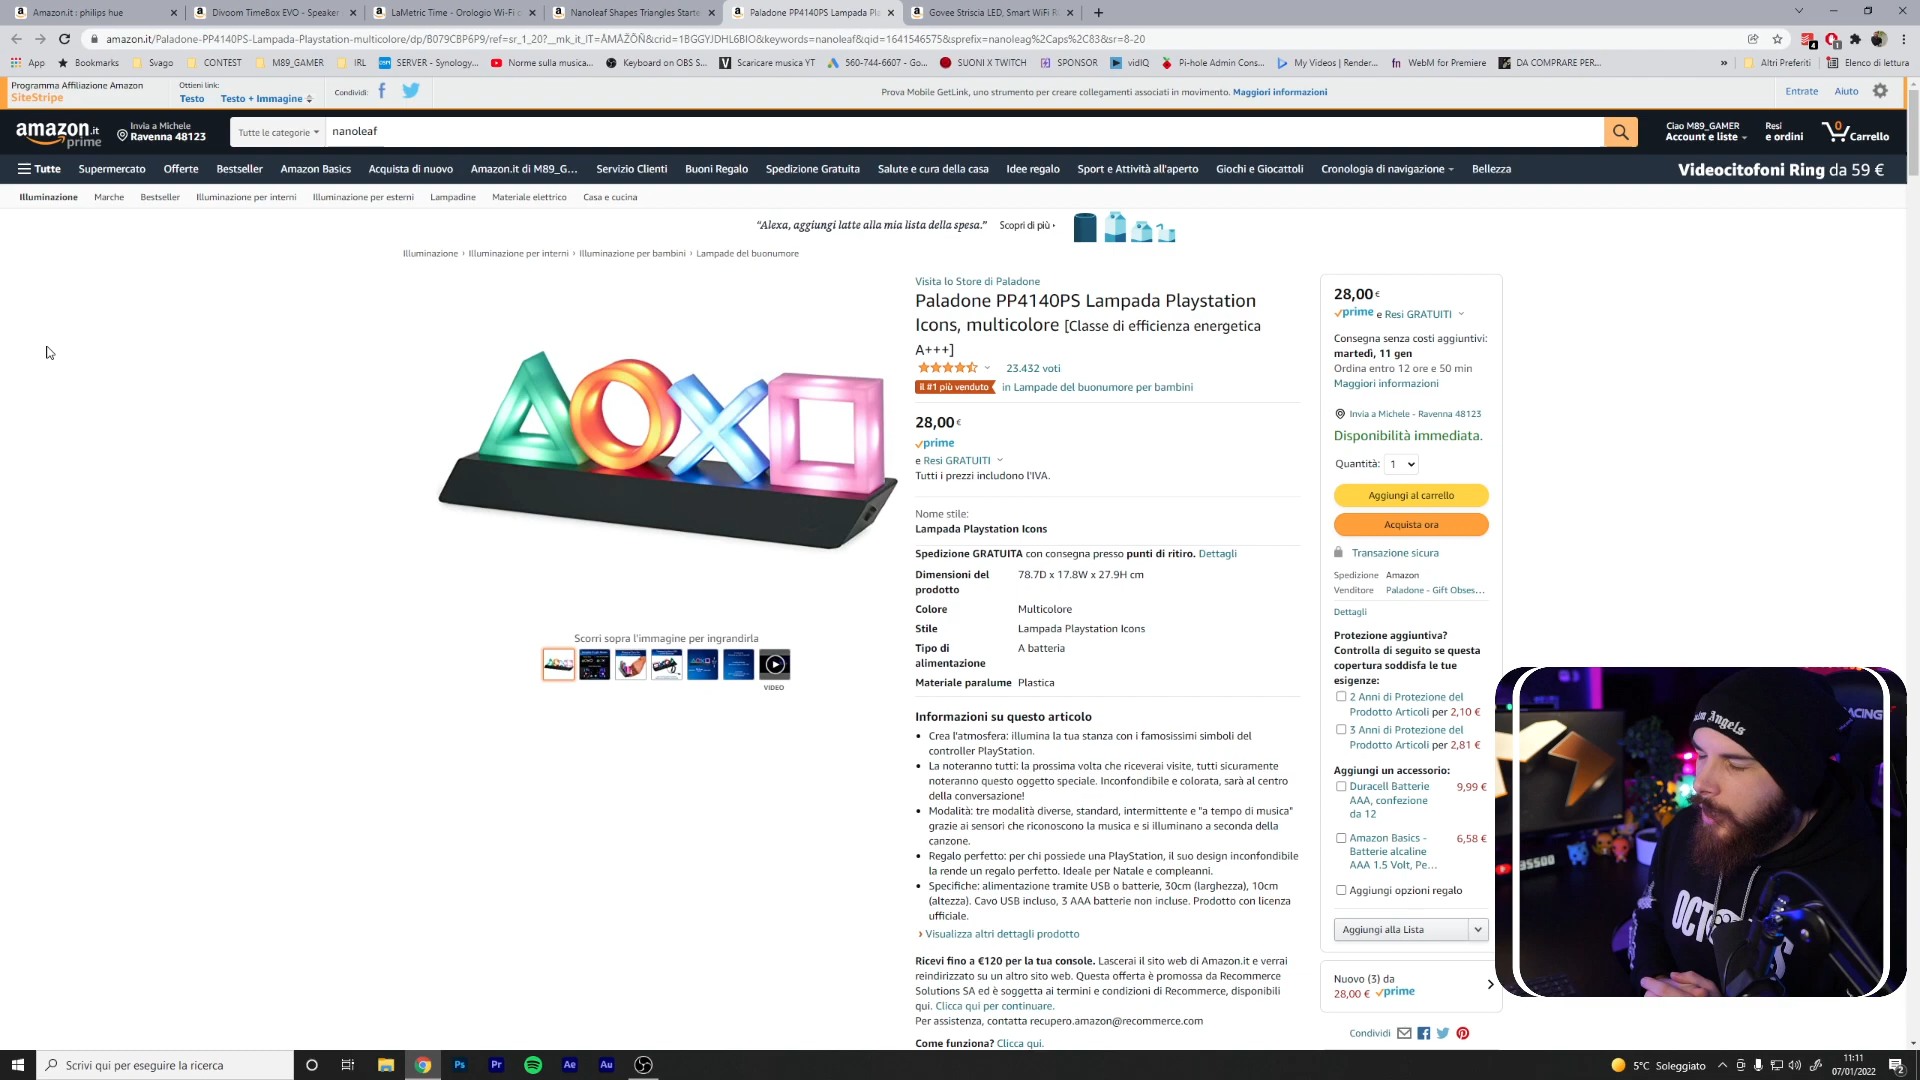 Amazon.it : philips hue
Divoom TimeBox EVO - Speaker
LaMetric Time - Orologio Wi-Fi c
Nanoleaf Shapes Triangles Starte
Paladone PP4140PS Lampada Pla
Govee Striscia LED, Smart WiFi R
amazon.it/Paladone-PP4140PS-Lampada-Playstation-multicolore/dp/B079CBP6P9/ref=sr_1_20?__mk_it_IT=ÅMÅŽÕÑ&crid=1BGGYJDHL6BIO&keywords=nanoleaf&qid=1641546575&sprefix=nanoleag%2Caps%2C83&sr=8-20
App Bookmarks Svago CONTEST M89_GAMER IRL SERVER - Synology... Norme sulla musica... Keyboard on OBS S... Scaricare musica YT 560-744-6607 - Go... SUONI X TWITCH SPONSOR vidIQ Pi-hole Admin Cons... My Videos | Render... WebM for Premiere DA COMPRARE PER... » Altri Preferiti Elenco di lettura
Programma Affiliazione Amazon
SiteStripe
Ottieni link:
Testo Testo + Immagine
Condividi:
Prova Mobile GetLink, uno strumento per creare collegamenti associati in movimento. Maggiori informazioni
Entrate Aiuto
amazon.it
prime
Invia a Michele
Ravenna 48123
Tutte le categorie
nanoleaf
Ciao M89_GAMER
Account e liste
Resi
e ordini
0
Carrello
Tutte Supermercato Offerte Bestseller Amazon Basics Acquista di nuovo Amazon.it di M89_G... Servizio Clienti Buoni Regalo Spedizione Gratuita Salute e cura della casa Idee regalo Sport e Attività all'aperto Giochi e Giocattoli Cronologia di navigazione Bellezza
Videocitofoni Ring da 59 €
Illuminazione Marche Bestseller Illuminazione per interni Illuminazione per esterni Lampadine Materiale elettrico Casa e cucina
“Alexa, aggiungi latte alla mia lista della spesa.” Scopri di più ›
Illuminazione › Illuminazione per interni › Illuminazione per bambini › Lampade del buonumore
Scorri sopra l'immagine per ingrandirla
VIDEO
Visita lo Store di Paladone
Paladone PP4140PS Lampada Playstation
Icons, multicolore [Classe di efficienza energetica
A+++]
23.432 voti
il #1 più venduto in Lampade del buonumore per bambini
28,00€
prime
e Resi GRATUITI
Tutti i prezzi includono l'IVA.
Nome stile:
Lampada Playstation Icons
Spedizione GRATUITA con consegna presso punti di ritiro. Dettagli
Dimensioni del 78.7D x 17.8W x 27.9H cm
prodotto
Colore Multicolore
Stile Lampada Playstation Icons
Tipo di A batteria
alimentazione
Materiale paralume Plastica
Informazioni su questo articolo
• Crea l'atmosfera: illumina la tua stanza con i famosissimi simboli del
controller PlayStation.
• La noteranno tutti: la prossima volta che riceverai visite, tutti sicuramente
noteranno questo oggetto speciale. Inconfondibile e colorata, sarà al centro
della conversazione!
• Modalità: tre modalità diverse, standard, intermittente e "a tempo di musica"
grazie ai sensori che riconoscono la musica e si illuminano a seconda della
canzone.
• Regalo perfetto: per chi possiede una PlayStation, il suo design inconfondibile
la rende un regalo perfetto. Ideale per Natale e compleanni.
• Specifiche: alimentazione tramite USB o batterie, 30cm (larghezza), 10cm
(altezza). Cavo USB incluso, 3 AAA batterie non incluse. Prodotto con licenza
ufficiale.
› Visualizza altri dettagli prodotto
Ricevi fino a €120 per la tua console. Lascerai il sito web di Amazon.it e verrai
reindirizzato su un altro sito web. Questa offerta è promossa da Recommerce
Solutions SA ed è soggetta ai termini e condizioni di Recommerce, disponibili
qui. Clicca qui per continuare.
Per assistenza, contatta recupero.amazon@recommerce.com
Come funziona? Clicca qui.
28,00€
prime e Resi GRATUITI
Consegna senza costi aggiuntivi:
martedì, 11 gen
Ordina entro 12 ore e 50 min
Maggiori informazioni
Invia a Michele - Ravenna 48123
Disponibilità immediata.
Quantità: 1
Aggiungi al carrello
Acquista ora
Transazione sicura
Spedizione Amazon
Venditore Paladone - Gift Obses...
Dettagli
Protezione aggiuntiva?
Controlla di seguito se questa
copertura soddisfa le tue
esigenze:
2 Anni di Protezione del
Prodotto Articoli per 2,10 €
3 Anni di Protezione del
Prodotto Articoli per 2,81 €
Aggiungi un accessorio:
Duracell Batterie 9,99 €
AAA, confezione
da 12
Amazon Basics - 6,58 €
Batterie alcaline
AAA 1.5 Volt, Pe...
Aggiungi opzioni regalo
Aggiungi alla Lista
Nuovo (3) da
28,00 € prime
Condividi
Angels
Scrivi qui per eseguire la ricerca
Ps Pr Ae Au
5°C Soleggiato
11:11
07/01/2022
2